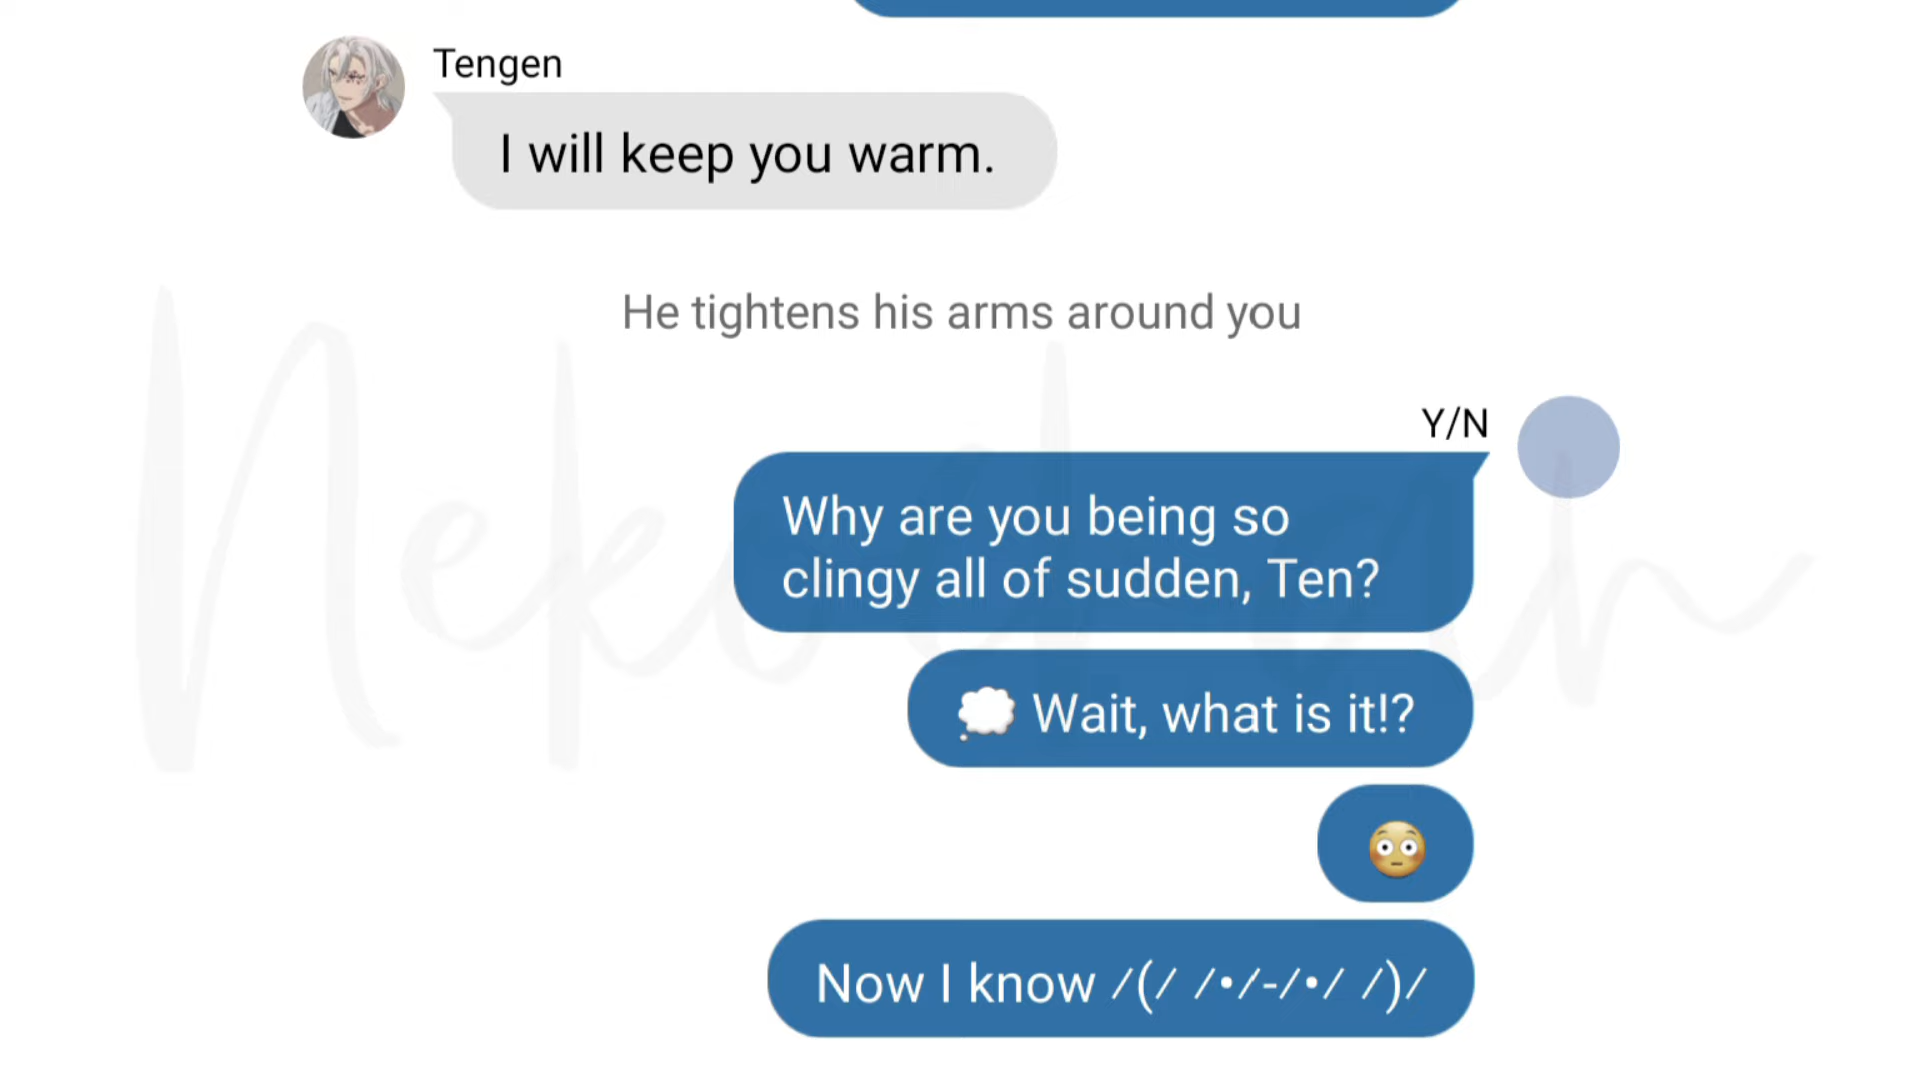 Tengen
I will keep you warm.
He tightens his arms around you
Y/N
Why are you being so
clingy all of sudden, Ten?
💭 Wait, what is it!?
😳
Now I know /(/ /•/-/•/ /)/